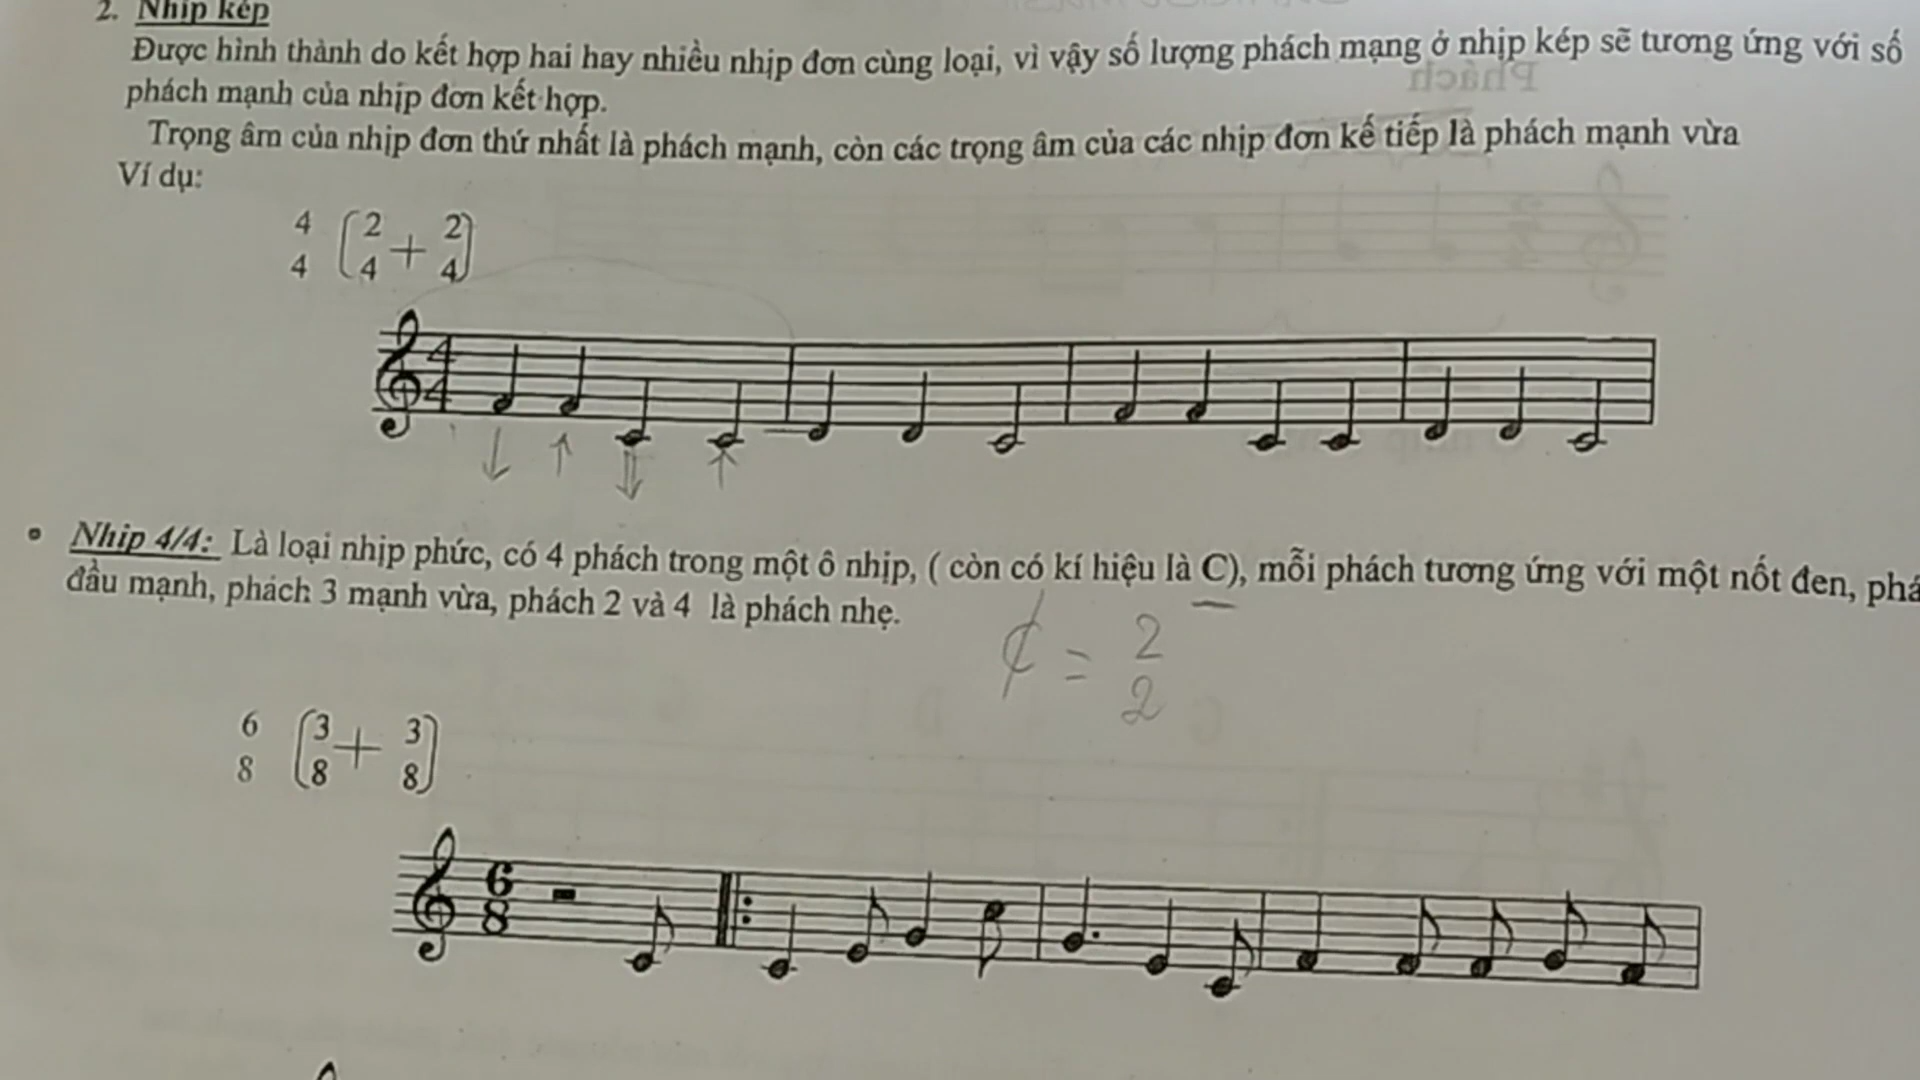 2. Nhịp kép
Được hình thành do kết hợp hai hay nhiều nhịp đơn cùng loại, vì vậy số lượng phách mạng ở nhịp kép sẽ tương ứng với số
phách mạnh của nhịp đơn kết hợp.
Trọng âm của nhịp đơn thứ nhất là phách mạnh, còn các trọng âm của các nhịp đơn kế tiếp là phách mạnh vừa
Ví dụ:
4 (2 + 2)
4 (4 4)
4
4
• Nhịp 4/4: Là loại nhịp phức, có 4 phách trong một ô nhịp, ( còn có kí hiệu là C), mỗi phách tương ứng với một nốt đen, phá
đầu mạnh, phách 3 mạnh vừa, phách 2 và 4 là phách nhẹ.
₵ = 2
2
6 (3 + 3)
8 (8 8)
6
8